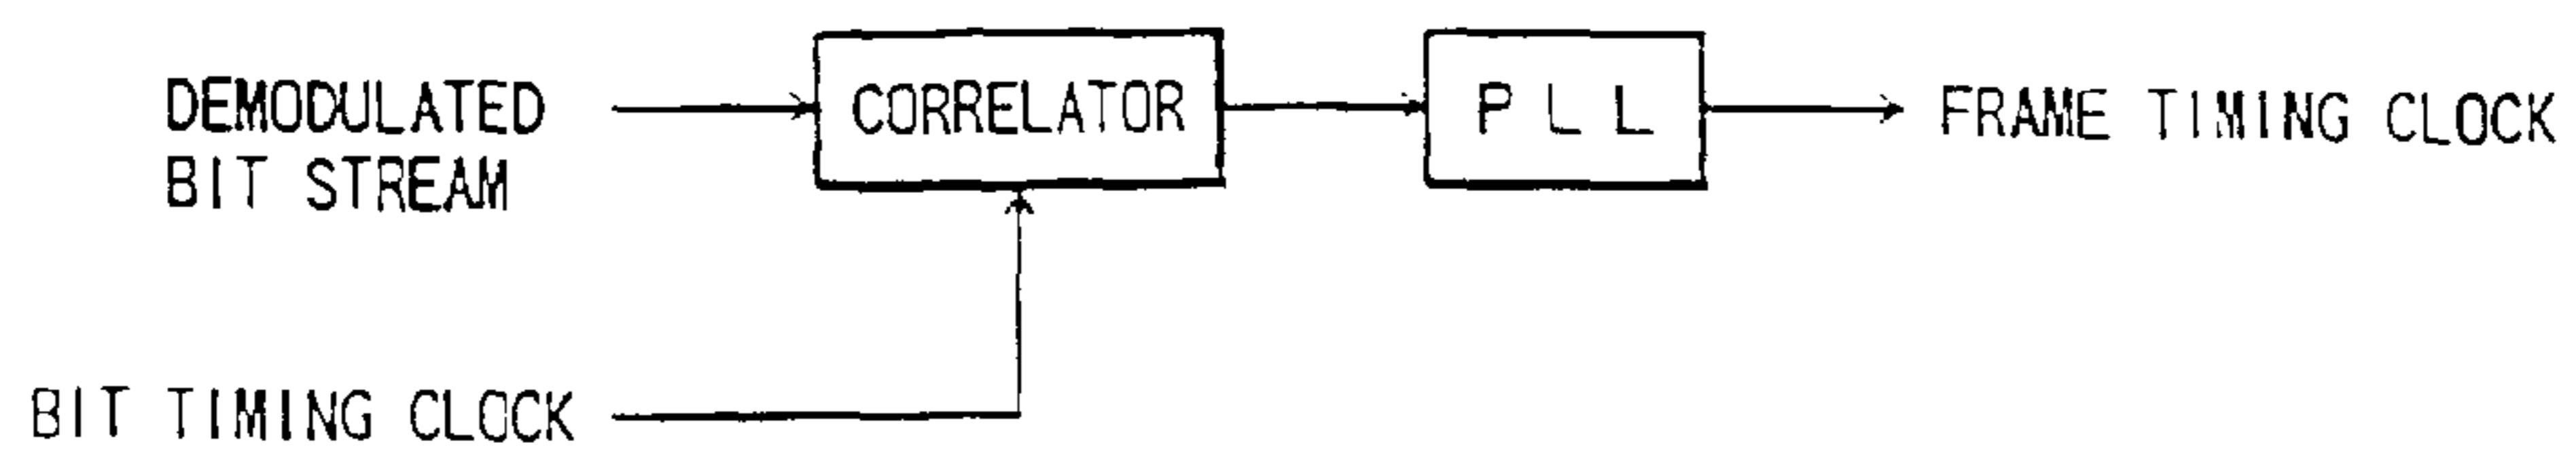 DEMODULATED
BIT STREAM
CORRELATOR
P L L
FRAME TIMING CLOCK
BIT TIMING CLOCK